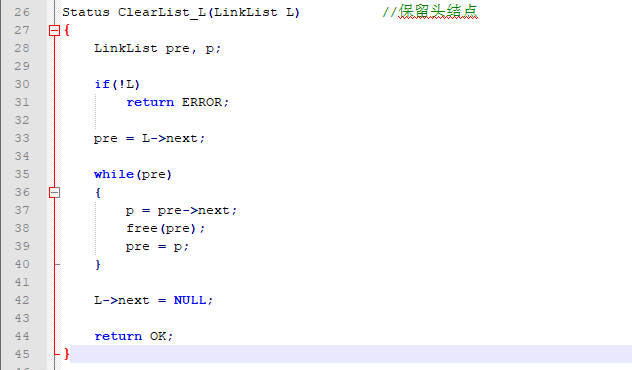 26 Status ClearList_L(LinkList L) //保留头结点
27 {
28 LinkList pre, p;
29
30 if(!L)
31 return ERROR;
32
33 pre = L->next;
34
35 while(pre)
36 {
37 p = pre->next;
38 free(pre);
39 pre = p;
40 }
41
42 L->next = NULL;
43
44 return OK;
45 }